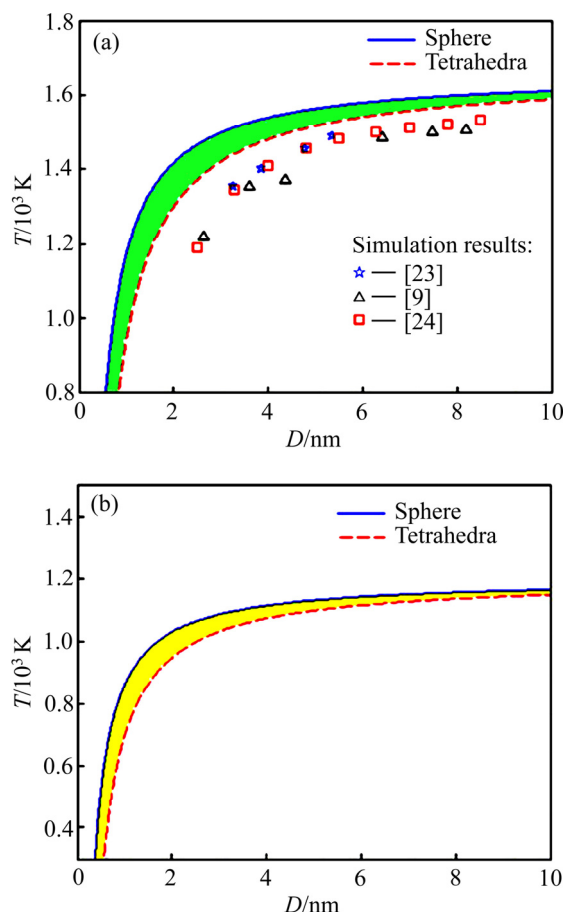 (a)
Sphere
Tetrahedra
1.8
1.6
1.4
1.2
1.0
0.8
T/10³ K
Simulation results:
— [23]
— [9]
— [24]
0 2 4 6 8 10
D/nm
(b)
Sphere
Tetrahedra
1.4
1.2
1.0
0.8
0.6
0.4
T/10³ K
0 2 4 6 8 10
D/nm